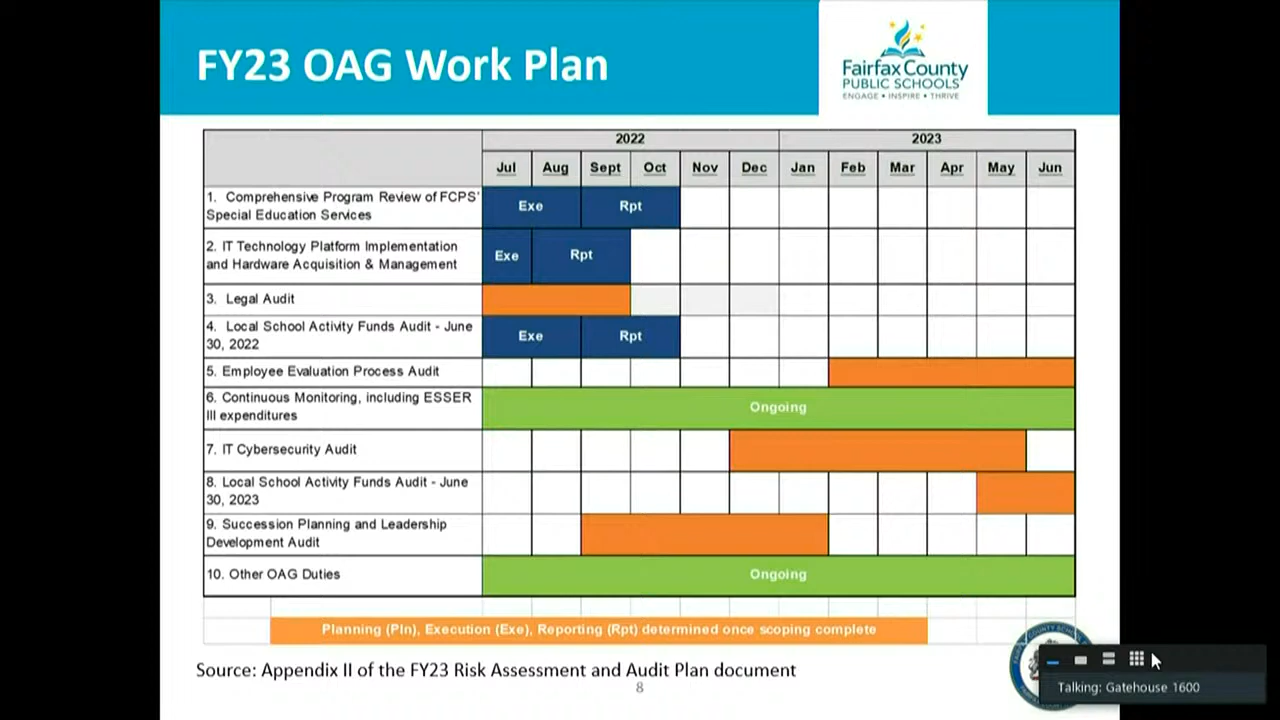 FY23 OAG Work Plan
Fairfax County
PUBLIC SCHOOLS
ENGAGE • INSPIRE • THRIVE
2022 2023
Jul Aug Sept Oct Nov Dec Jan Feb Mar Apr May Jun
1. Comprehensive Program Review of FCPS'
Special Education Services
Exe Rpt
2. IT Technology Platform Implementation
and Hardware Acquisition & Management
Exe Rpt
3. Legal Audit
4. Local School Activity Funds Audit - June
30, 2022
Exe Rpt
5. Employee Evaluation Process Audit
6. Continuous Monitoring, including ESSER
III expenditures
Ongoing
7. IT Cybersecurity Audit
8. Local School Activity Funds Audit - June
30, 2023
9. Succession Planning and Leadership
Development Audit
10. Other OAG Duties
Ongoing
Planning (Pln), Execution (Exe), Reporting (Rpt) determined once scoping complete
Source: Appendix II of the FY23 Risk Assessment and Audit Plan document
8
Talking: Gatehouse 1600